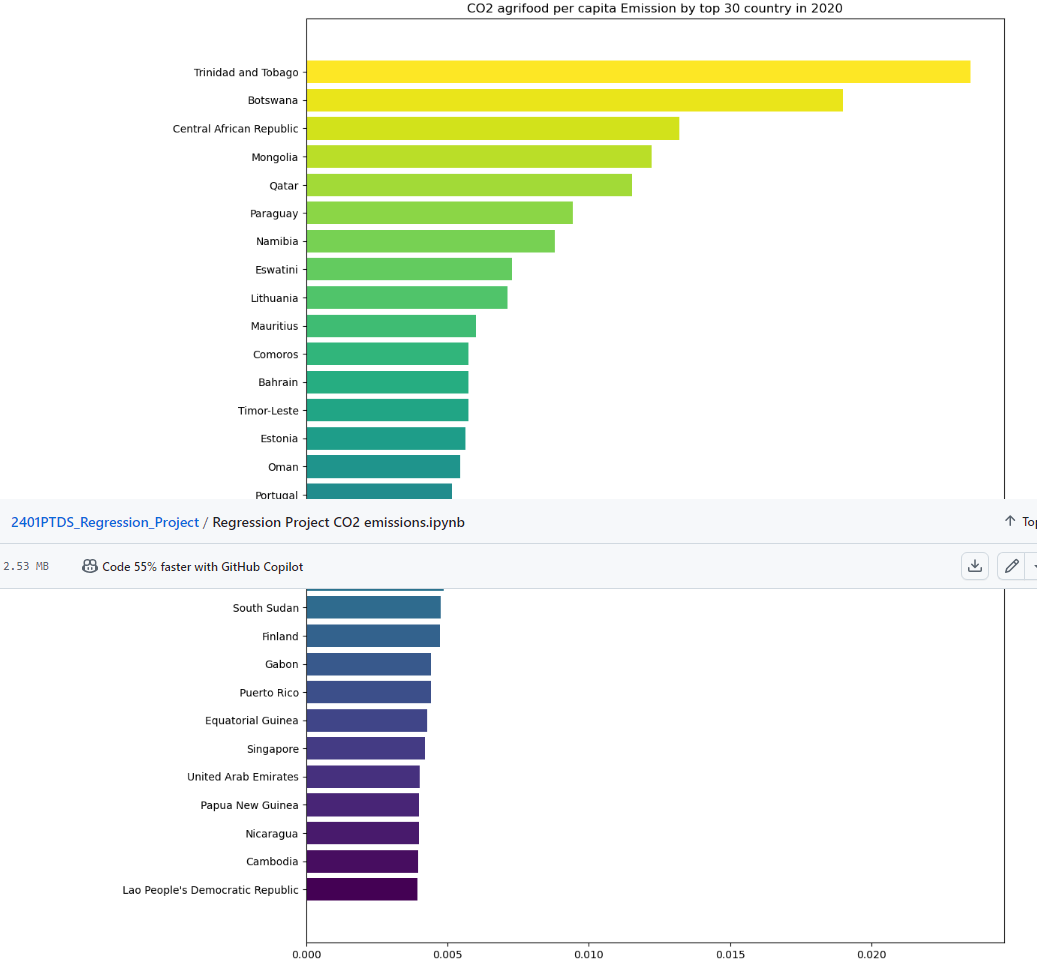 CO2 agrifood per capita Emission by top 30 country in 2020
Trinidad and Tobago
Botswana
Central African Republic
Mongolia
Qatar
Paraguay
Namibia
Eswatini
Lithuania
Mauritius
Comoros
Bahrain
Timor-Leste
Estonia
Oman
Portugal
2401PTDS_Regression_Project / Regression Project CO2 emissions.ipynb
2.53 MB Code 55% faster with GitHub Copilot
South Sudan
Finland
Gabon
Puerto Rico
Equatorial Guinea
Singapore
United Arab Emirates
Papua New Guinea
Nicaragua
Cambodia
Lao People's Democratic Republic
0.000 0.005 0.010 0.015 0.020